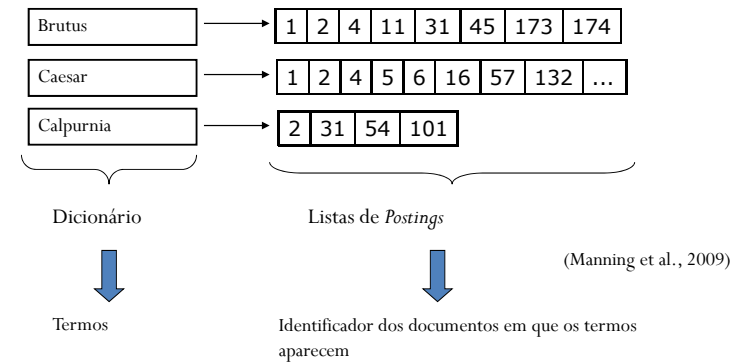 Brutus 1 2 4 11 31 45 173 174
Caesar 1 2 4 5 6 16 57 132 ...
Calpurnia 2 31 54 101
Dicionário Listas de Postings
(Manning et al., 2009)
Termos Identificador dos documentos em que os termos
aparecem